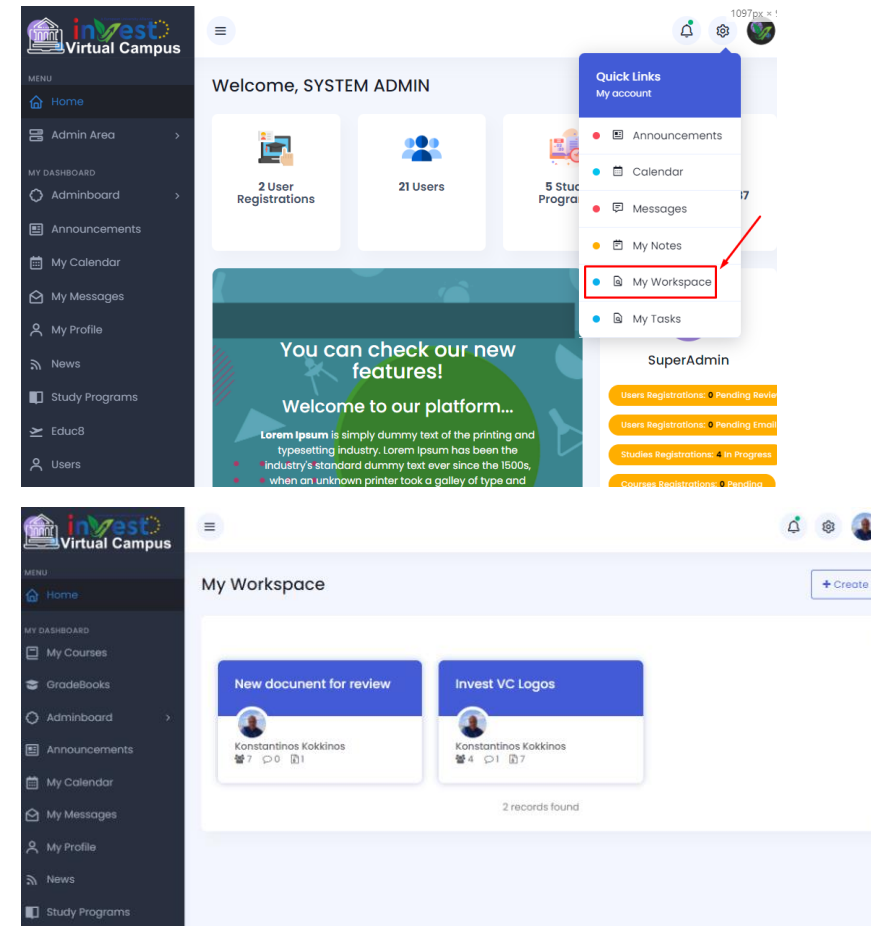 1097px ×
invest
Virtual Campus
MENU
Home
Admin Area
MY DASHBOARD
Adminboard
Announcements
My Calendar
My Messages
My Profile
News
Study Programs
Educ8
Users
Welcome, SYSTEM ADMIN
2 User
Registrations
21 Users
5 Stud
Progra
37
Quick Links
My account
Announcements
Calendar
Messages
My Notes
My Workspace
My Tasks
You can check our new
features!
Welcome to our platform...
Lorem Ipsum is simply dummy text of the printing and
typesetting industry. Lorem Ipsum has been the
industry's standard dummy text ever since the 1500s,
when an unknown printer took a galley of type and
SuperAdmin
Users Registrations: 0 Pending Revie
Users Registrations: 0 Pending Email
Studies Registrations: 4 In Progress
Courses Registrations: 0 Pending
invest
Virtual Campus
MENU
Home
MY DASHBOARD
My Courses
GradeBooks
Adminboard
Announcements
My Calendar
My Messages
My Profile
News
Study Programs
My Workspace
+ Create
New docunent for review
Konstantinos Kokkinos
7 0 1
Invest VC Logos
Konstantinos Kokkinos
4 1 7
2 records found